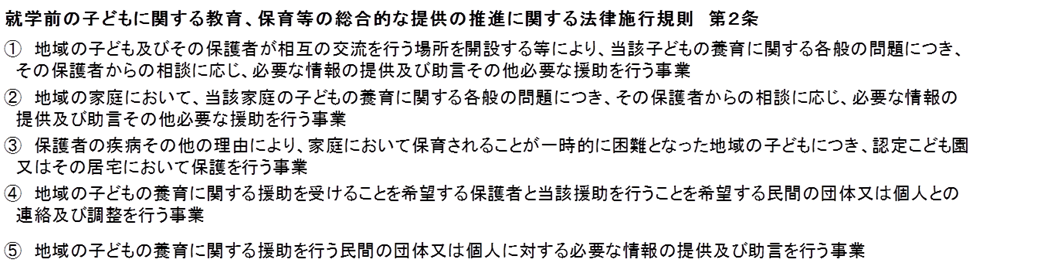 就学前の子どもに関する教育、保育等の総合的な提供の推進に関する法律施行規則　第2条
①　地域の子ども及びその保護者が相互の交流を行う場所を開設する等により、当該子どもの養育に関する各般の問題につき、
その保護者からの相談に応じ、必要な情報の提供及び助言その他必要な援助を行う事業
②　地域の家庭において、当該家庭の子どもの養育に関する各般の問題につき、その保護者からの相談に応じ、必要な情報の
提供及び助言その他必要な援助を行う事業
③　保護者の疾病その他の理由により、家庭において保育されることが一時的に困難となった地域の子どもにつき、認定こども園
又はその居宅において保護を行う事業
④　地域の子どもの養育に関する援助を受けることを希望する保護者と当該援助を行うことを希望する民間の団体又は個人との
連絡及び調整を行う事業
⑤　地域の子どもの養育に関する援助を行う民間の団体又は個人に対する必要な情報の提供及び助言を行う事業